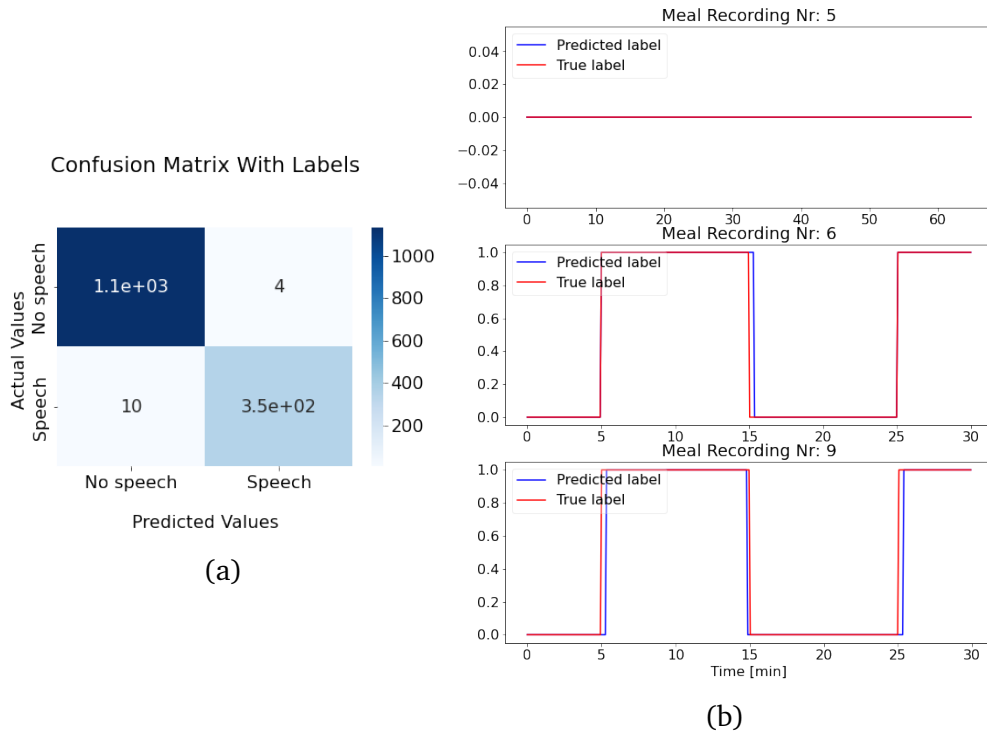 Confusion Matrix With Labels
Actual Values
No speech
Speech
1.1e+03
4
10
3.5e+02
No speech
Speech
Predicted Values
1000
800
600
400
200
(a)
Meal Recording Nr: 5
Predicted label
True label
0.04
0.02
0.00
−0.02
−0.04
0 10 20 30 40 50 60
Meal Recording Nr: 6
Predicted label
True label
1.0
0.8
0.6
0.4
0.2
0.0
0 5 10 15 20 25 30
Meal Recording Nr: 9
Predicted label
True label
1.0
0.8
0.6
0.4
0.2
0.0
0 5 10 15 20 25 30
Time [min]
(b)